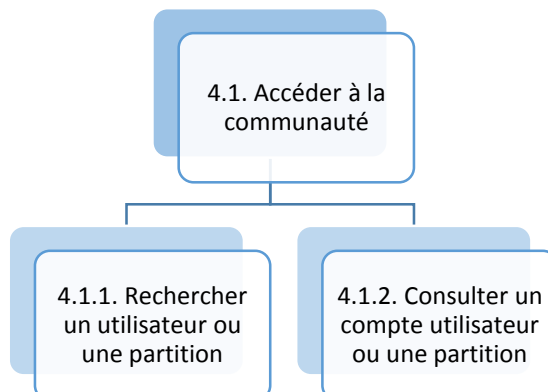 4.1. Accéder à la
communauté
4.1.1. Rechercher
un utilisateur ou
une partition
4.1.2. Consulter un
compte utilisateur
ou une partition